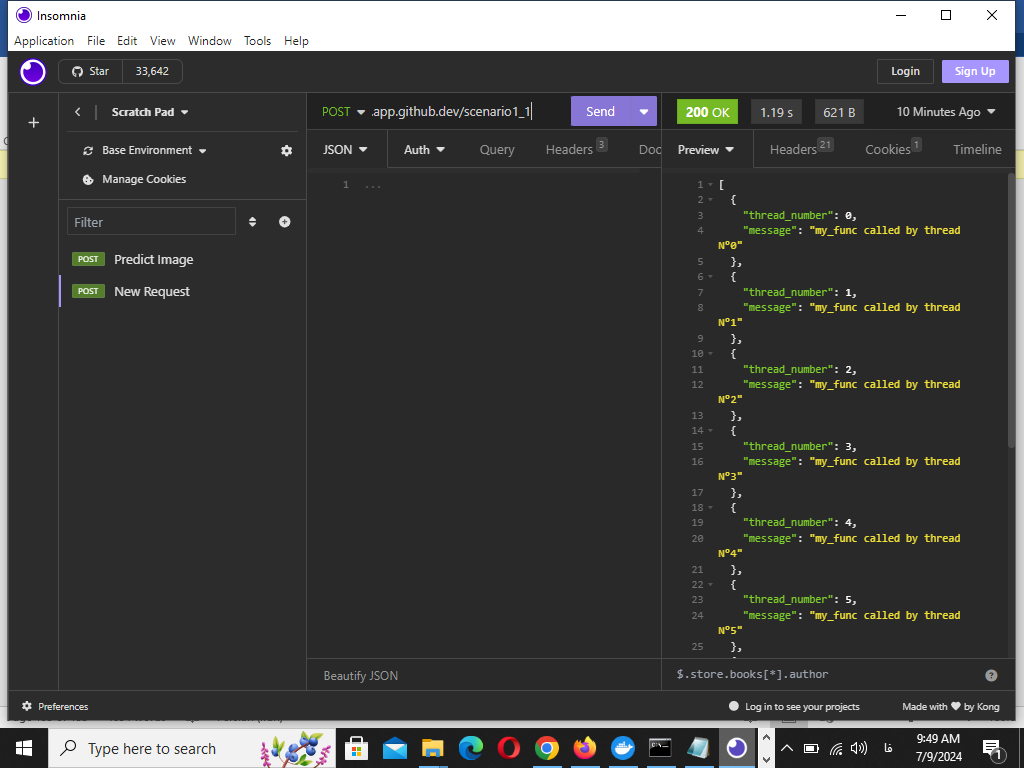 Insomnia
Application File Edit View Window Tools Help
Star 33,642 Login Sign Up
Scratch Pad
POST .app.github.dev/scenario1_1 Send
200 OK 1.19 s 621 B 10 Minutes Ago
Base Environment
JSON Auth Query Headers 3 Doc
Preview Headers 21 Cookies 1 Timeline
Manage Cookies
Filter
POST Predict Image
POST New Request
1 ...
1 [
2 {
3 "thread_number": 0,
4 "message": "my_func called by thread
Nº0"
5 },
6 {
7 "thread_number": 1,
8 "message": "my_func called by thread
Nº1"
9 },
10 {
11 "thread_number": 2,
12 "message": "my_func called by thread
Nº2"
13 },
14 {
15 "thread_number": 3,
16 "message": "my_func called by thread
Nº3"
17 },
18 {
19 "thread_number": 4,
20 "message": "my_func called by thread
Nº4"
21 },
22 {
23 "thread_number": 5,
24 "message": "my_func called by thread
Nº5"
25 },
Beautify JSON
$.store.books[*].author
Preferences
Log in to see your projects Made with ❤ by Kong
Type here to search
فا
9:49 AM
7/9/2024
1